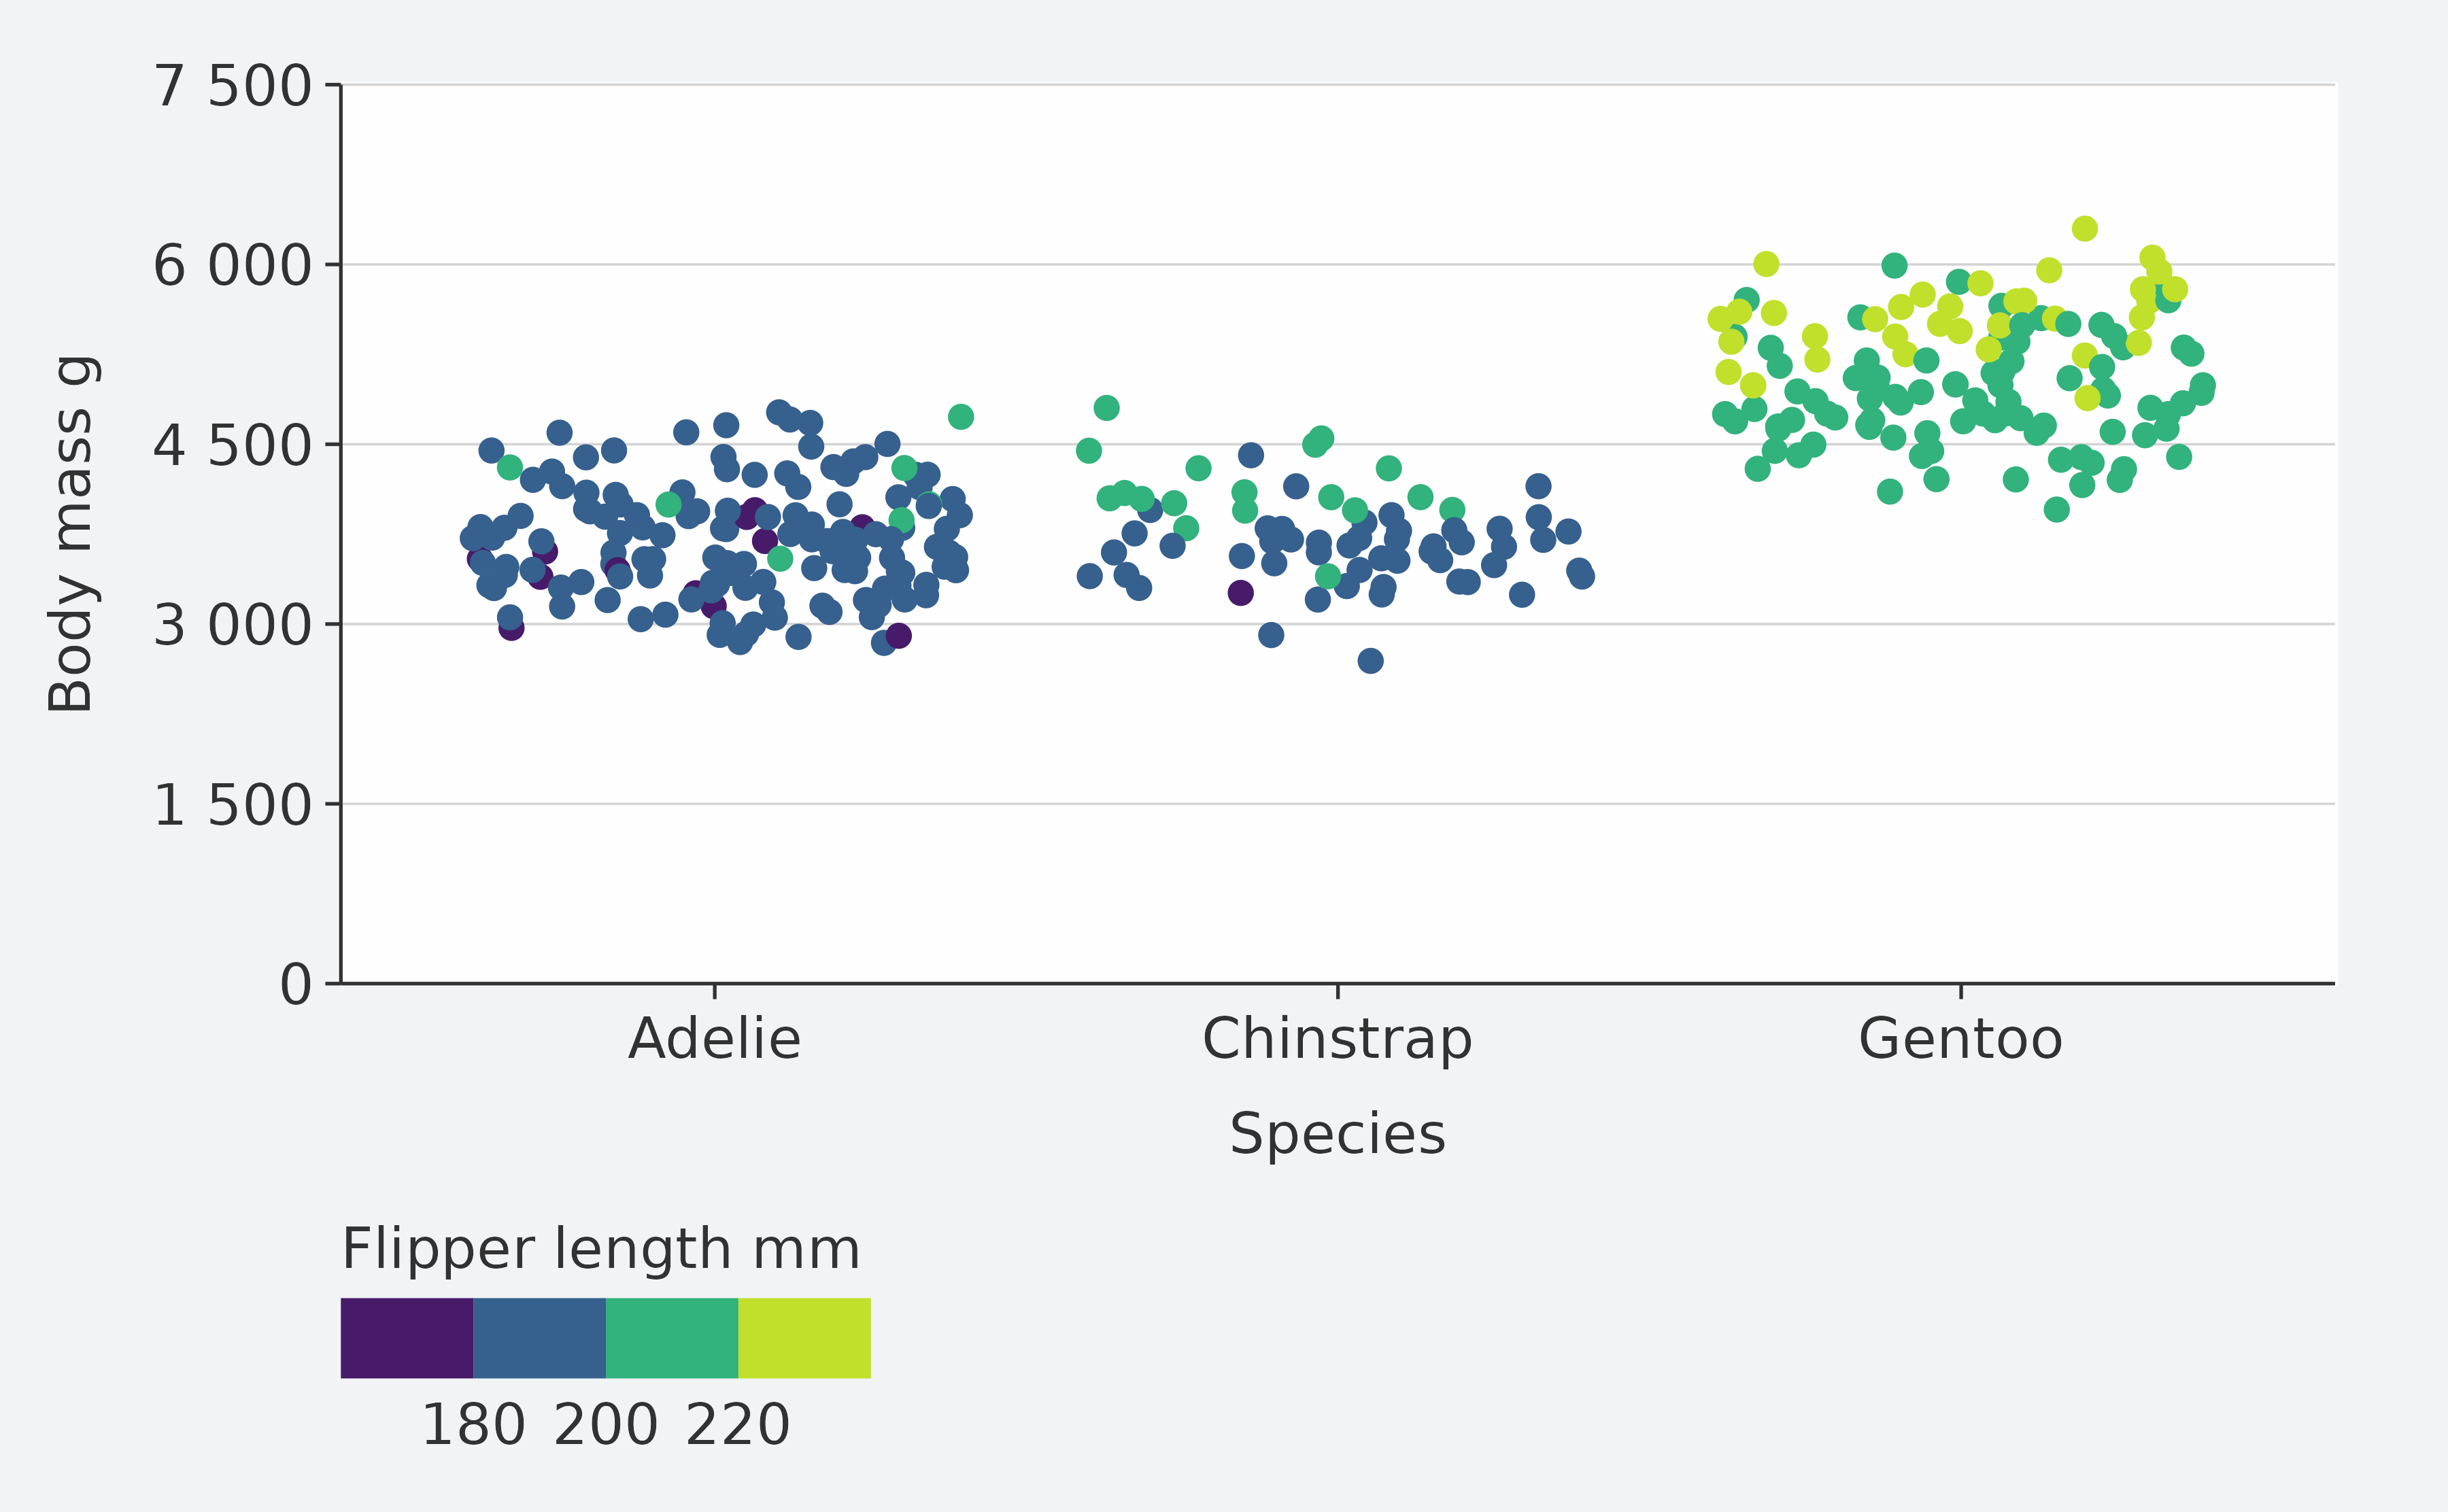 7 500
6 000
4 500
3 000
1 500
0
Body mass g
Adelie
Chinstrap
Gentoo
Species
Flipper length mm
180 200 220